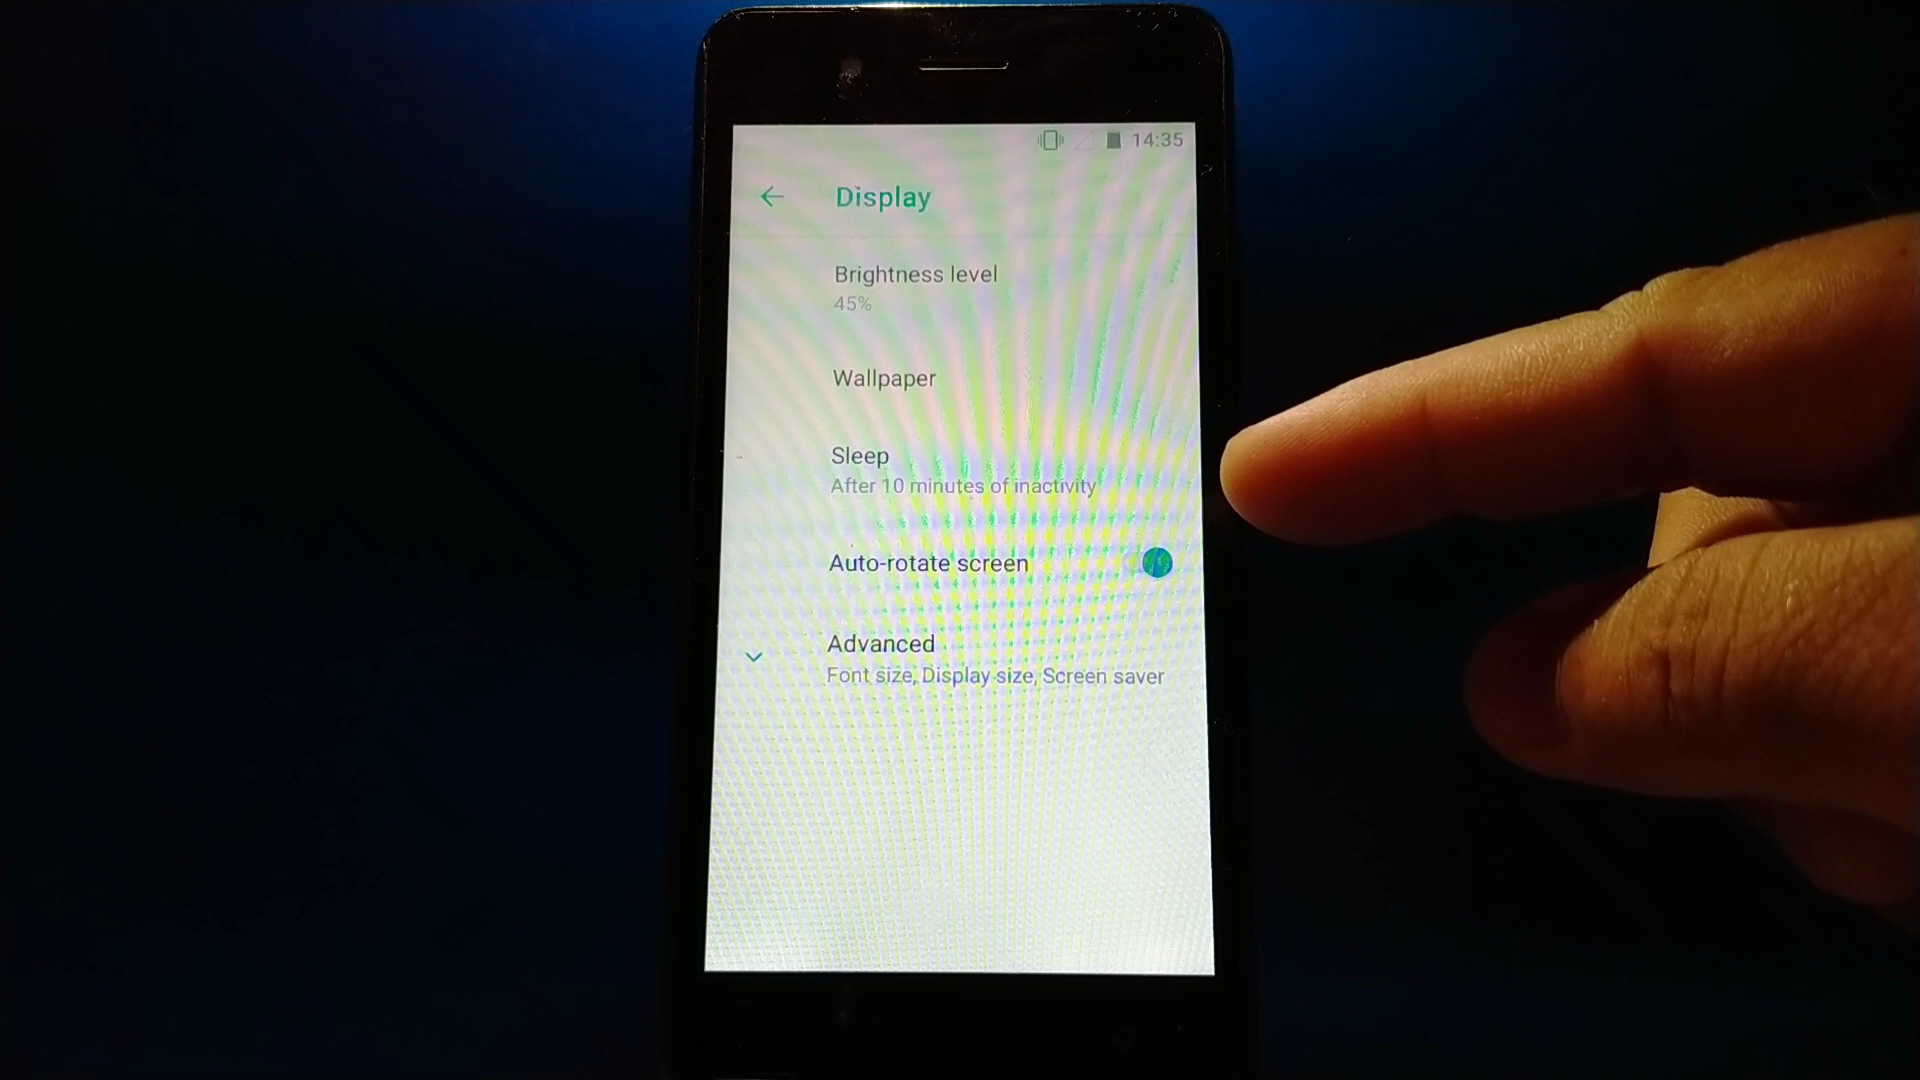 14:35
Display
Brightness level
45%
Wallpaper
Sleep
After 10 minutes of inactivity
Auto-rotate screen
Advanced
Font size, Display size, Screen saver